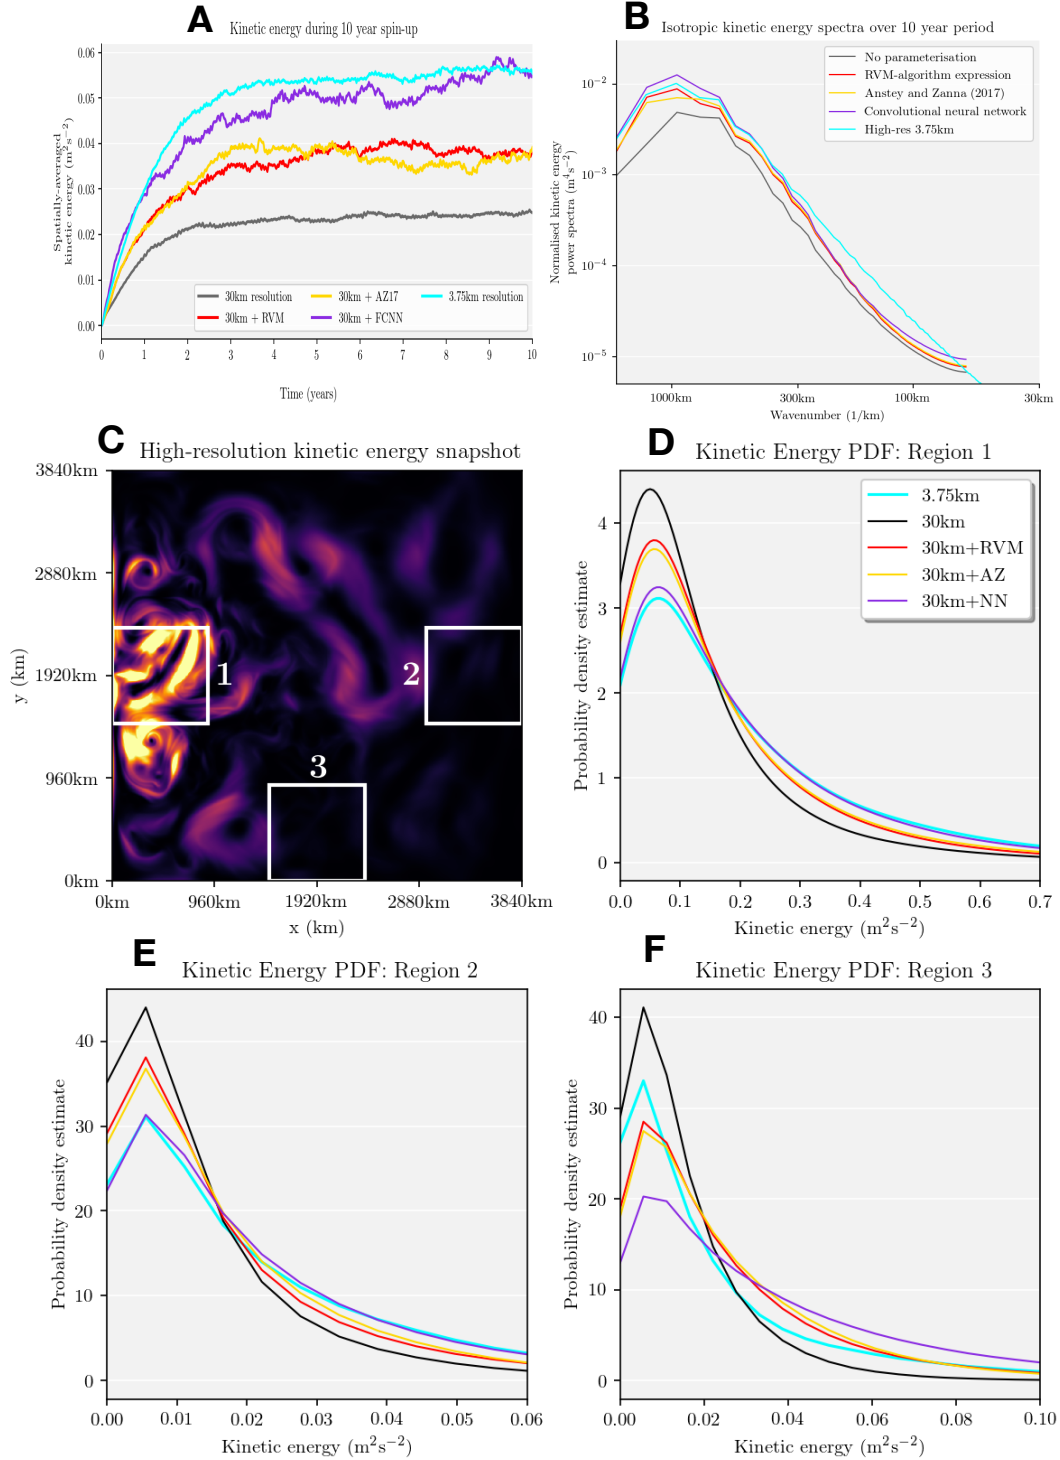 A
Kinetic energy during 10 year spin-up
Spatially-averaged
kinetic energy (m²s⁻²)
0.06
0.05
0.04
0.03
0.02
0.01
0.00
30km resolution
30km + AZ17
3.75km resolution
30km + RVM
30km + FCNN
0 1 2 3 4 5 6 7 8 9 10
Time (years)
B
Isotropic kinetic energy spectra over 10 year period
Normalised kinetic energy
power spectra (m⁴s⁻²)
10⁻²
10⁻³
10⁻⁴
10⁻⁵
No parameterisation
RVM-algorithm expression
Anstey and Zanna (2017)
Convolutional neural network
High-res 3.75km
1000km 300km 100km 30km
Wavenumber (1/km)
C
High-resolution kinetic energy snapshot
y (km)
3840km
2880km
1920km
960km
0km
1
2
3
0km 960km 1920km 2880km 3840km
x (km)
D
Kinetic Energy PDF: Region 1
Probability density estimate
4
3
2
1
0
3.75km
30km
30km+RVM
30km+AZ
30km+NN
0.0 0.1 0.2 0.3 0.4 0.5 0.6 0.7
Kinetic energy (m²s⁻²)
E
Kinetic Energy PDF: Region 2
Probability density estimate
40
30
20
10
0
0.00 0.01 0.02 0.03 0.04 0.05 0.06
Kinetic energy (m²s⁻²)
F
Kinetic Energy PDF: Region 3
Probability density estimate
40
30
20
10
0
0.00 0.02 0.04 0.06 0.08 0.10
Kinetic energy (m²s⁻²)